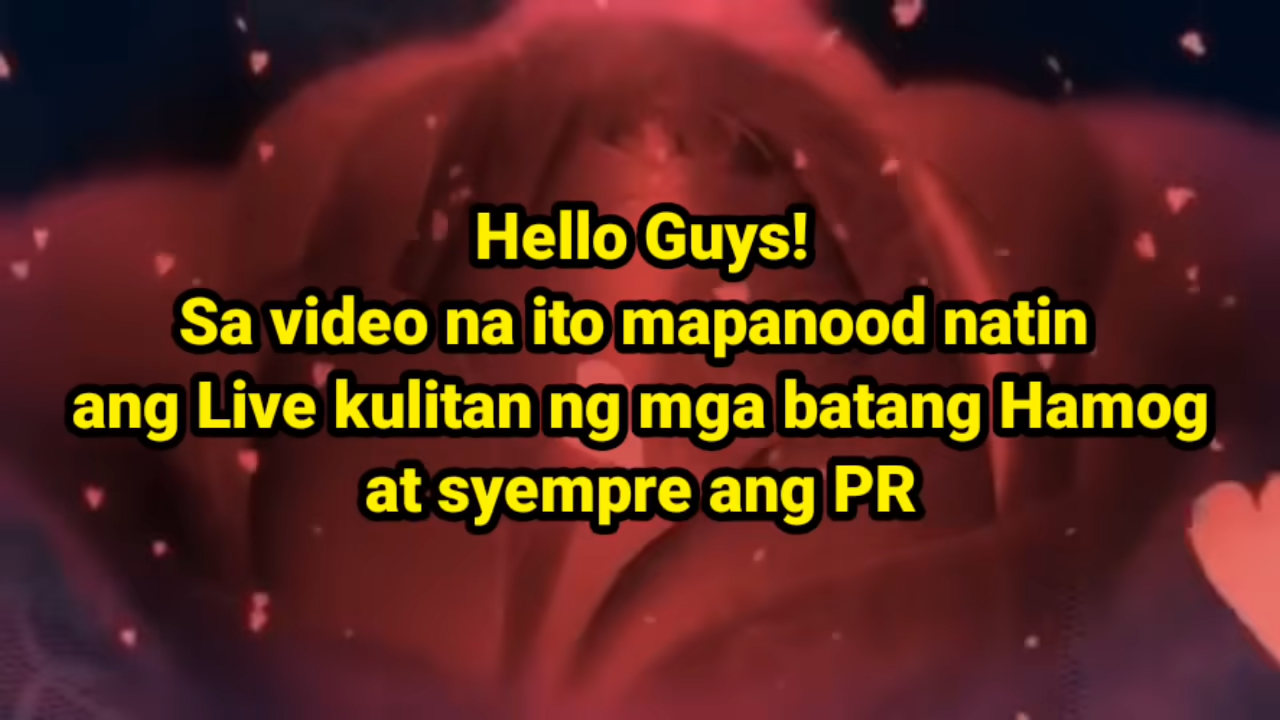 Hello Guys!
Sa video na ito mapanood natin
ang Live kulitan ng mga batang Hamog
at syempre ang PR